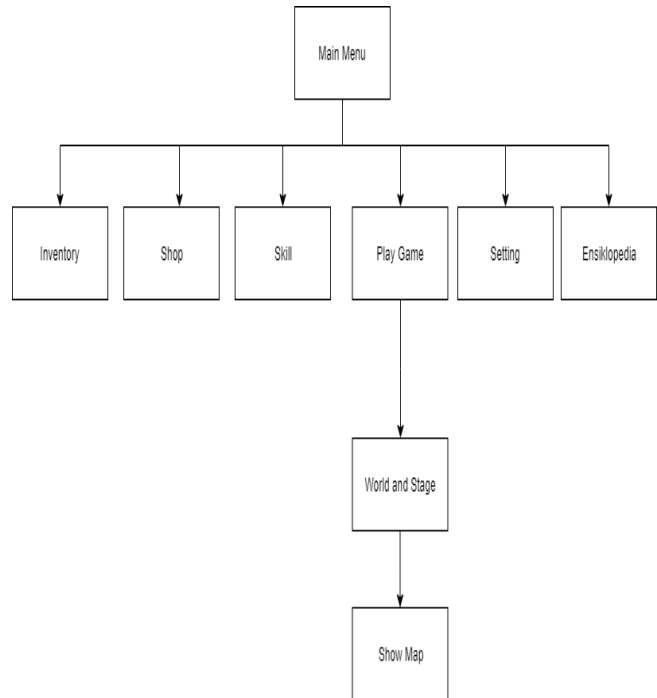 Main Menu
Inventory
Shop
Skill
Play Game
Setting
Ensiklopedia
World and Stage
Show Map